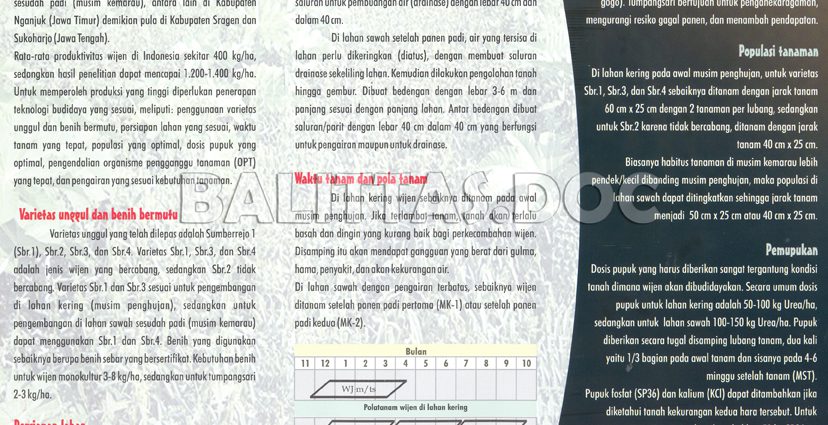 sesudah padi (musim kemarau), antara lain di Kabupaten
Nganjuk (Jawa Timur) demikian pula di Kabupaten Sragen dan
Sukoharjo (Jawa Tengah).
Rata-rata produktivitas wijen di Indonesia sekitar 400 kg/ha,
sedangkan hasil penelitian dapat mencapai 1.200-1.400 kg/ha.
Untuk memperoleh produksi yang tinggi diperlukan penerapan
teknologi budidaya yang sesuai, meliputi: penggunaan varietas
unggul dan benih bermutu, persiapan lahan yang sesuai, waktu
tanam yang tepat, populasi yang optimal, dosis pupuk yang
optimal, pengendalian organisme pengganggu tanaman (OPT)
yang tepat, dan pengairan yang sesuai kebutuhan tanaman.
Varietas unggul dan benih bermutu
Varietas unggul yang telah dilepas adalah Sumberrejo 1
(Sbr.1), Sbr.2, Sbr.3, dan Sbr.4. Varietas Sbr.1, Sbr.3, dan Sbr.4
adalah jenis wijen yang bercabang, sedangkan Sbr.2 tidak
bercabang. Varietas Sbr.1 dan Sbr.3 sesuai untuk pengembangan
di lahan kering (musim penghujan), sedangkan untuk
pengembangan di lahan sawah sesudah padi (musim kemarau)
dapat menggunakan Sbr.1 dan Sbr.4. Benih yang digunakan
sebaiknya berupa benih sebar yang bersertifikat. Kebutuhan benih
untuk wijen monokultur 3-8 kg/ha, sedangkan untuk tumpangsari
2-3 kg/ha.
Persiapan lahan
saluran untuk pembuangan air (drainase) dengan lebar 40 cm dan
dalam 40 cm.
Di lahan sawah setelah panen padi, air yang tersisa di
lahan perlu dikeringkan (diatus), dengan membuat saluran
drainase sekeliling lahan. Kemudian dilakukan pengolahan tanah
hingga gembur. Dibuat bedengan dengan lebar 3-6 m dan
panjang sesuai dengan panjang lahan. Antar bedengan dibuat
saluran/parit dengan lebar 40 cm dalam 40 cm yang berfungsi
untuk pengairan maupun untuk drainase.
Waktu tanam dan pola tanam
Di lahan kering wijen sebaiknya ditanam pada awal
musim penghujan. Jika terlambat tanam, tanah akan terlalu
basah dan dingin yang kurang baik bagi perkecambahan wijen.
Disamping itu akan mendapat gangguan yang berat dari gulma,
hama, penyakit, dan akan kekurangan air.
Di lahan sawah dengan pengairan terbatas, sebaiknya wijen
ditanam setelah panen padi pertama (MK-1) atau setelah panen
padi kedua (MK-2).
Bulan
11 12 1 2 3 4 5 6 7 8 9 10
WJ m/ts
Polatanam wijen di lahan kering
gogo). Tumpangsari bertujuan untuk penganekaragaman,
mengurangi resiko gagal panen, dan menambah pendapatan.
Populasi tanaman
Di lahan kering pada awal musim penghujan, untuk varietas
Sbr.1, Sbr.3, dan Sbr.4 sebaiknya ditanam dengan jarak tanam
60 cm x 25 cm dengan 2 tanaman per lubang, sedangkan
untuk Sbr.2 karena tidak bercabang, ditanam dengan jarak
tanam 40 cm x 25 cm.
Biasanya habitus tanaman di musim kemarau lebih
pendek/kecil dibanding musim penghujan, maka populasi di
lahan sawah dapat ditingkatkan sehingga jarak tanam
menjadi 50 cm x 25 cm atau 40 cm x 25 cm.
Pemupukan
Dosis pupuk yang harus diberikan sangat tergantung kondisi
tanah dimana wijen akan dibudidayakan. Secara umum dosis
pupuk untuk lahan kering adalah 50-100 kg Urea/ha,
sedangkan untuk lahan sawah 100-150 kg Urea/ha. Pupuk
diberikan secara tugal disamping lubang tanam, dua kali
yaitu 1/3 bagian pada awal tanam dan sisanya pada 4-6
minggu setelah tanam (MST).
Pupuk fosfat (SP36) dan kalium (KCl) dapat ditambahkan jika
diketahui tanah kekurangan kedua hara tersebut. Untuk
BALITTAS.DOC